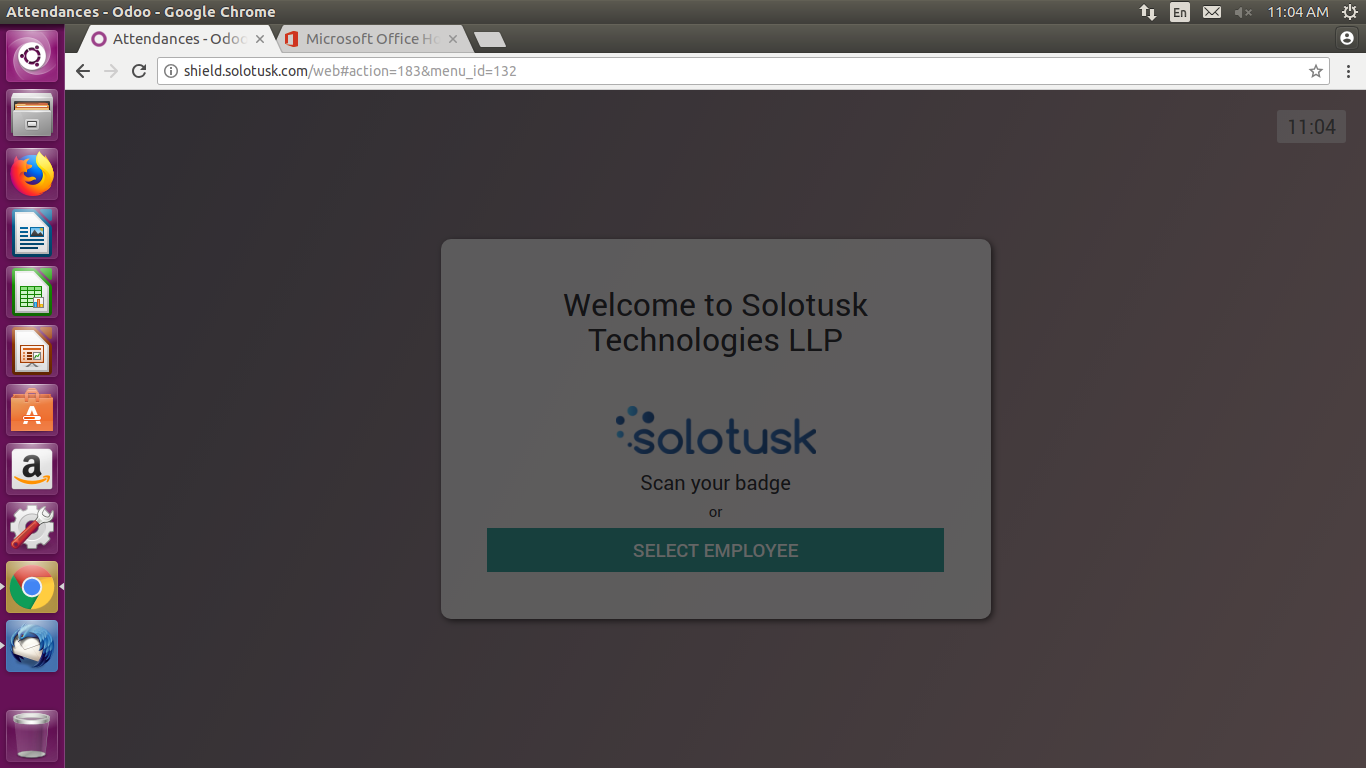 Attendances - Odoo - Google Chrome
En
11:04 AM
Attendances - Odoo
Microsoft Office Ho
shield.solotusk.com/web#action=183&menu_id=132
11:04
Welcome to Solotusk
Technologies LLP
solotusk
Scan your badge
or
SELECT EMPLOYEE